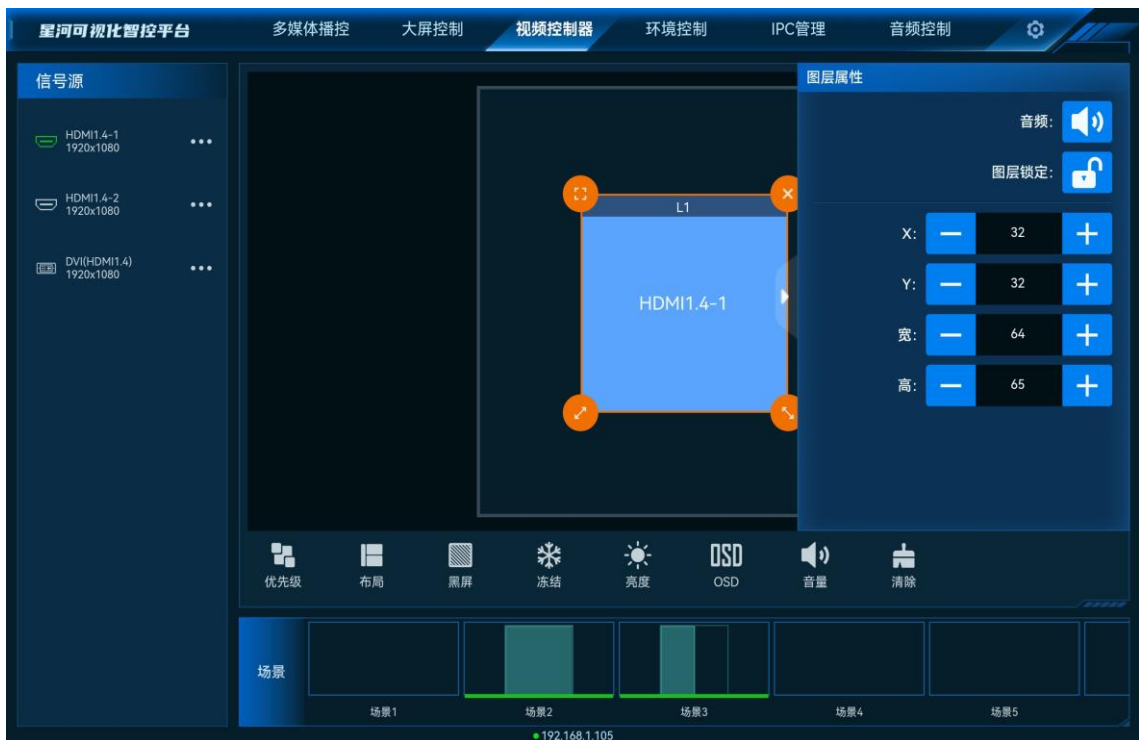 星河可视化智控平台
多媒体播控
大屏控制
视频控制器
环境控制
IPC管理
音频控制
信号源
HDMI1.4-1
1920x1080
HDMI1.4-2
1920x1080
DVI(HDMI1.4)
1920x1080
L1
HDMI1.4-1
图层属性
音频:
图层锁定:
X: 32
Y: 32
宽: 64
高: 65
优先级
布局
黑屏
冻结
亮度
OSD
OSD
音量
清除
场景
场景1
场景2
场景3
场景4
场景5
192.168.1.105